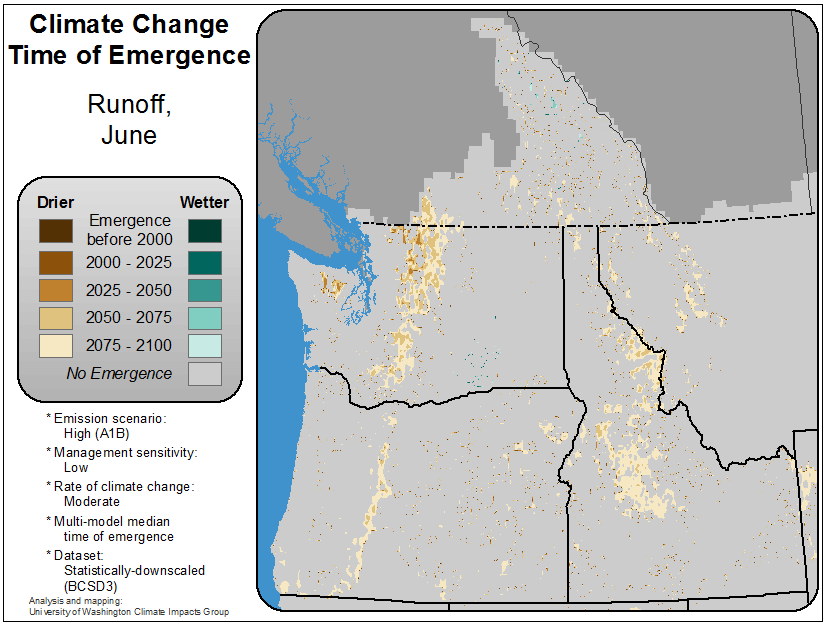 Climate Change
Time of Emergence
Runoff,
June
Drier Wetter
Emergence
before 2000
2000 - 2025
2025 - 2050
2050 - 2075
2075 - 2100
No Emergence
* Emission scenario:
High (A1B)
* Management sensitivity:
Low
* Rate of climate change:
Moderate
* Multi-model median
time of emergence
* Dataset:
Statistically-downscaled
(BCSD3)
Analysis and mapping:
University of Washington Climate Impacts Group